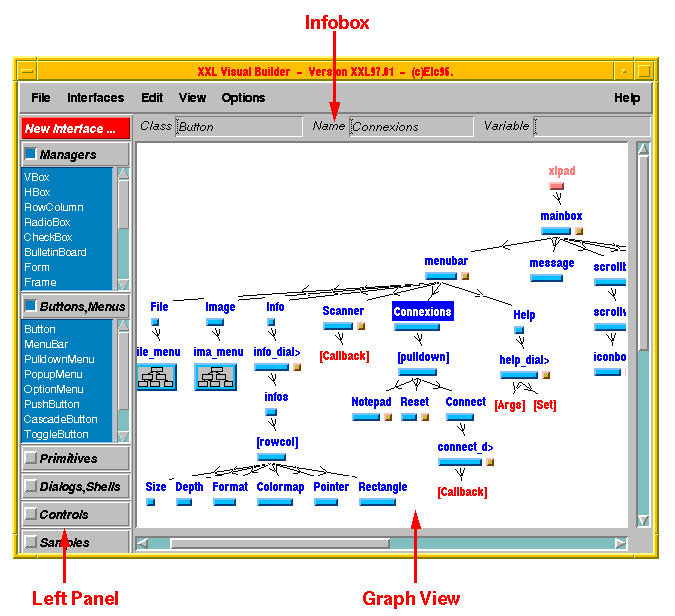 Infobox
XXL Visual Builder - Version XXL97.01 - (c)Elc96.
File Interfaces Edit View Options Help
New Interface ...
Class Button Name Connexions Variable
Managers
VBox
HBox
RowColumn
RadioBox
CheckBox
BulletinBoard
Form
Frame
Buttons,Menus
Button
MenuBar
PulldownMenu
PopupMenu
OptionMenu
PushButton
CascadeButton
ToggleButton
Primitives
Dialogs,Shells
Controls
Samples
xipad
mainbox
menubar message scrollb
File Image Info Scanner Connexions Help scrollw
ile_menu ima_menu info_dial> [Callback] [pulldown] help_dial> iconbo
infos Notepad Reset Connect [Args] [Set]
[rowcol] connect_d>
Size Depth Format Colormap Pointer Rectangle [Callback]
Left Panel Graph View